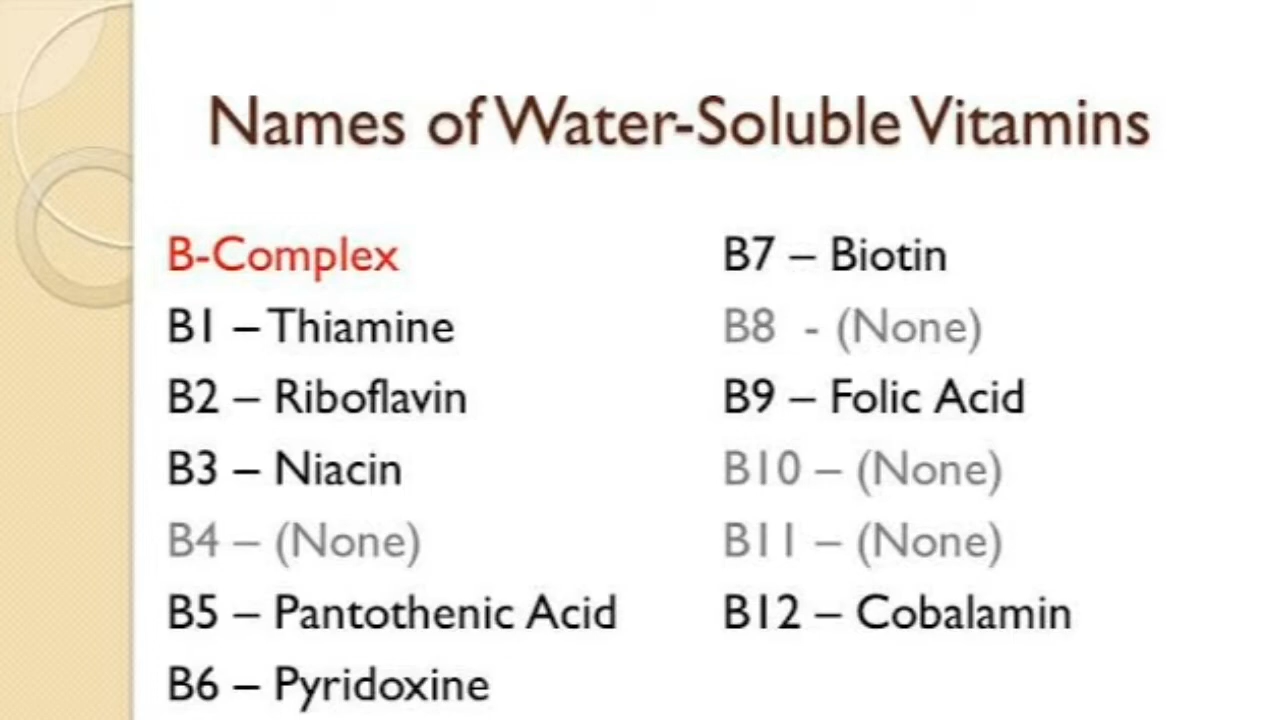 Names of Water-Soluble Vitamins
B-Complex
B1 – Thiamine
B2 – Riboflavin
B3 – Niacin
B4 – (None)
B5 – Pantothenic Acid
B6 – Pyridoxine
B7 – Biotin
B8 - (None)
B9 – Folic Acid
B10 – (None)
B11 – (None)
B12 – Cobalamin